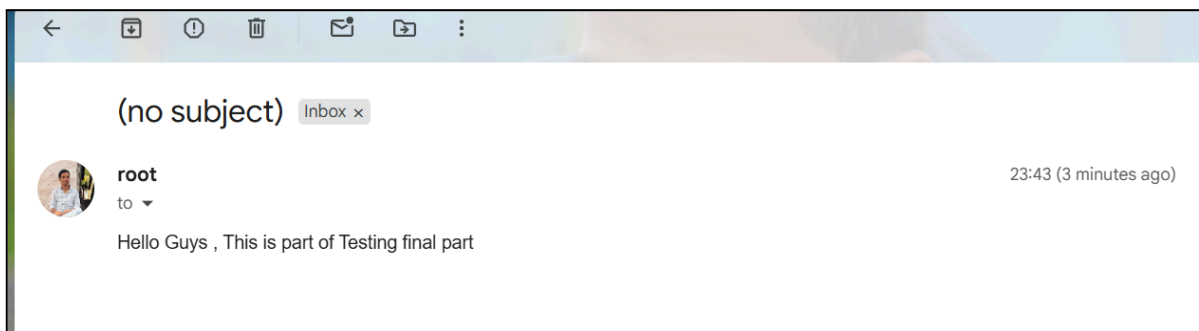 (no subject) Inbox ×
root 23:43 (3 minutes ago)
to
Hello Guys , This is part of Testing final part